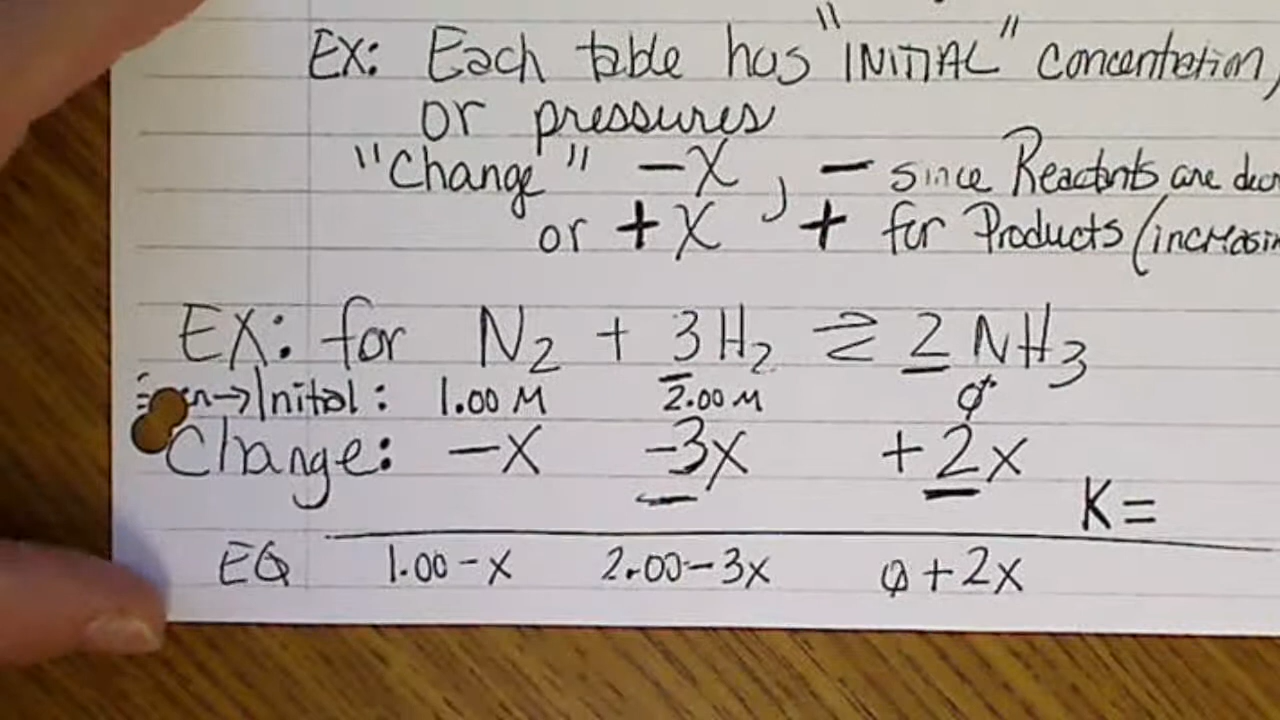 EX: Each table has "INITIAL" concentration,
or pressures
"Change" -X , - since Reactants are
or +X , + for Products (
EX: for N₂ + 3H₂ ⇌ 2NH₃
→Initial: 1.00 M 2.00 M ∅
Change: -X -3X +2X
K=
EQ 1.00-X 2.00-3X ∅+2X